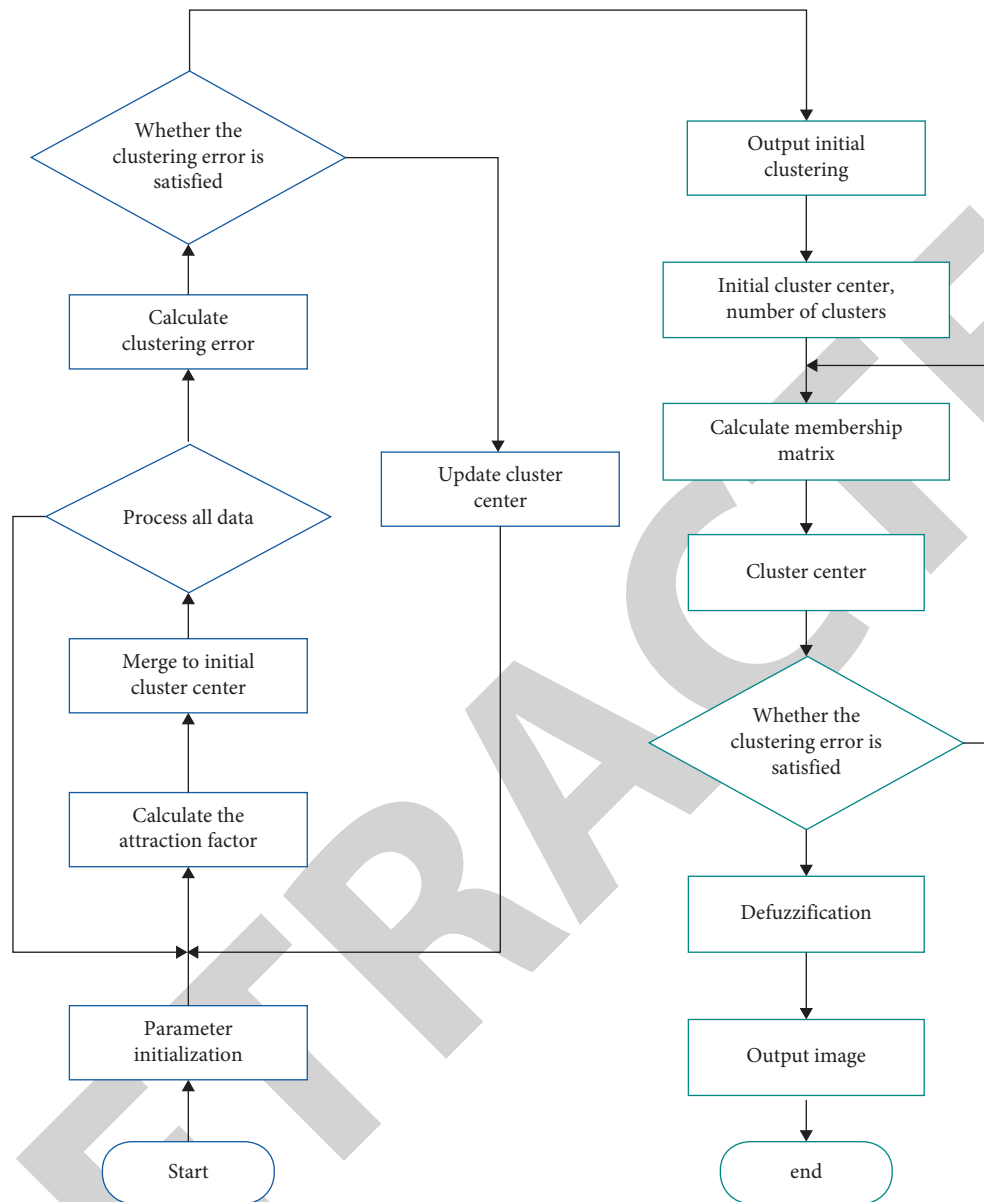 Whether the
clustering error is
satisfied
Calculate
clustering error
Process all data
Merge to initial
cluster center
Calculate the
attraction factor
Parameter
initialization
Start
Update cluster
center
Output initial
clustering
Initial cluster center,
number of clusters
Calculate membership
matrix
Cluster center
Whether the
clustering error is
satisfied
Defuzzification
Output image
end